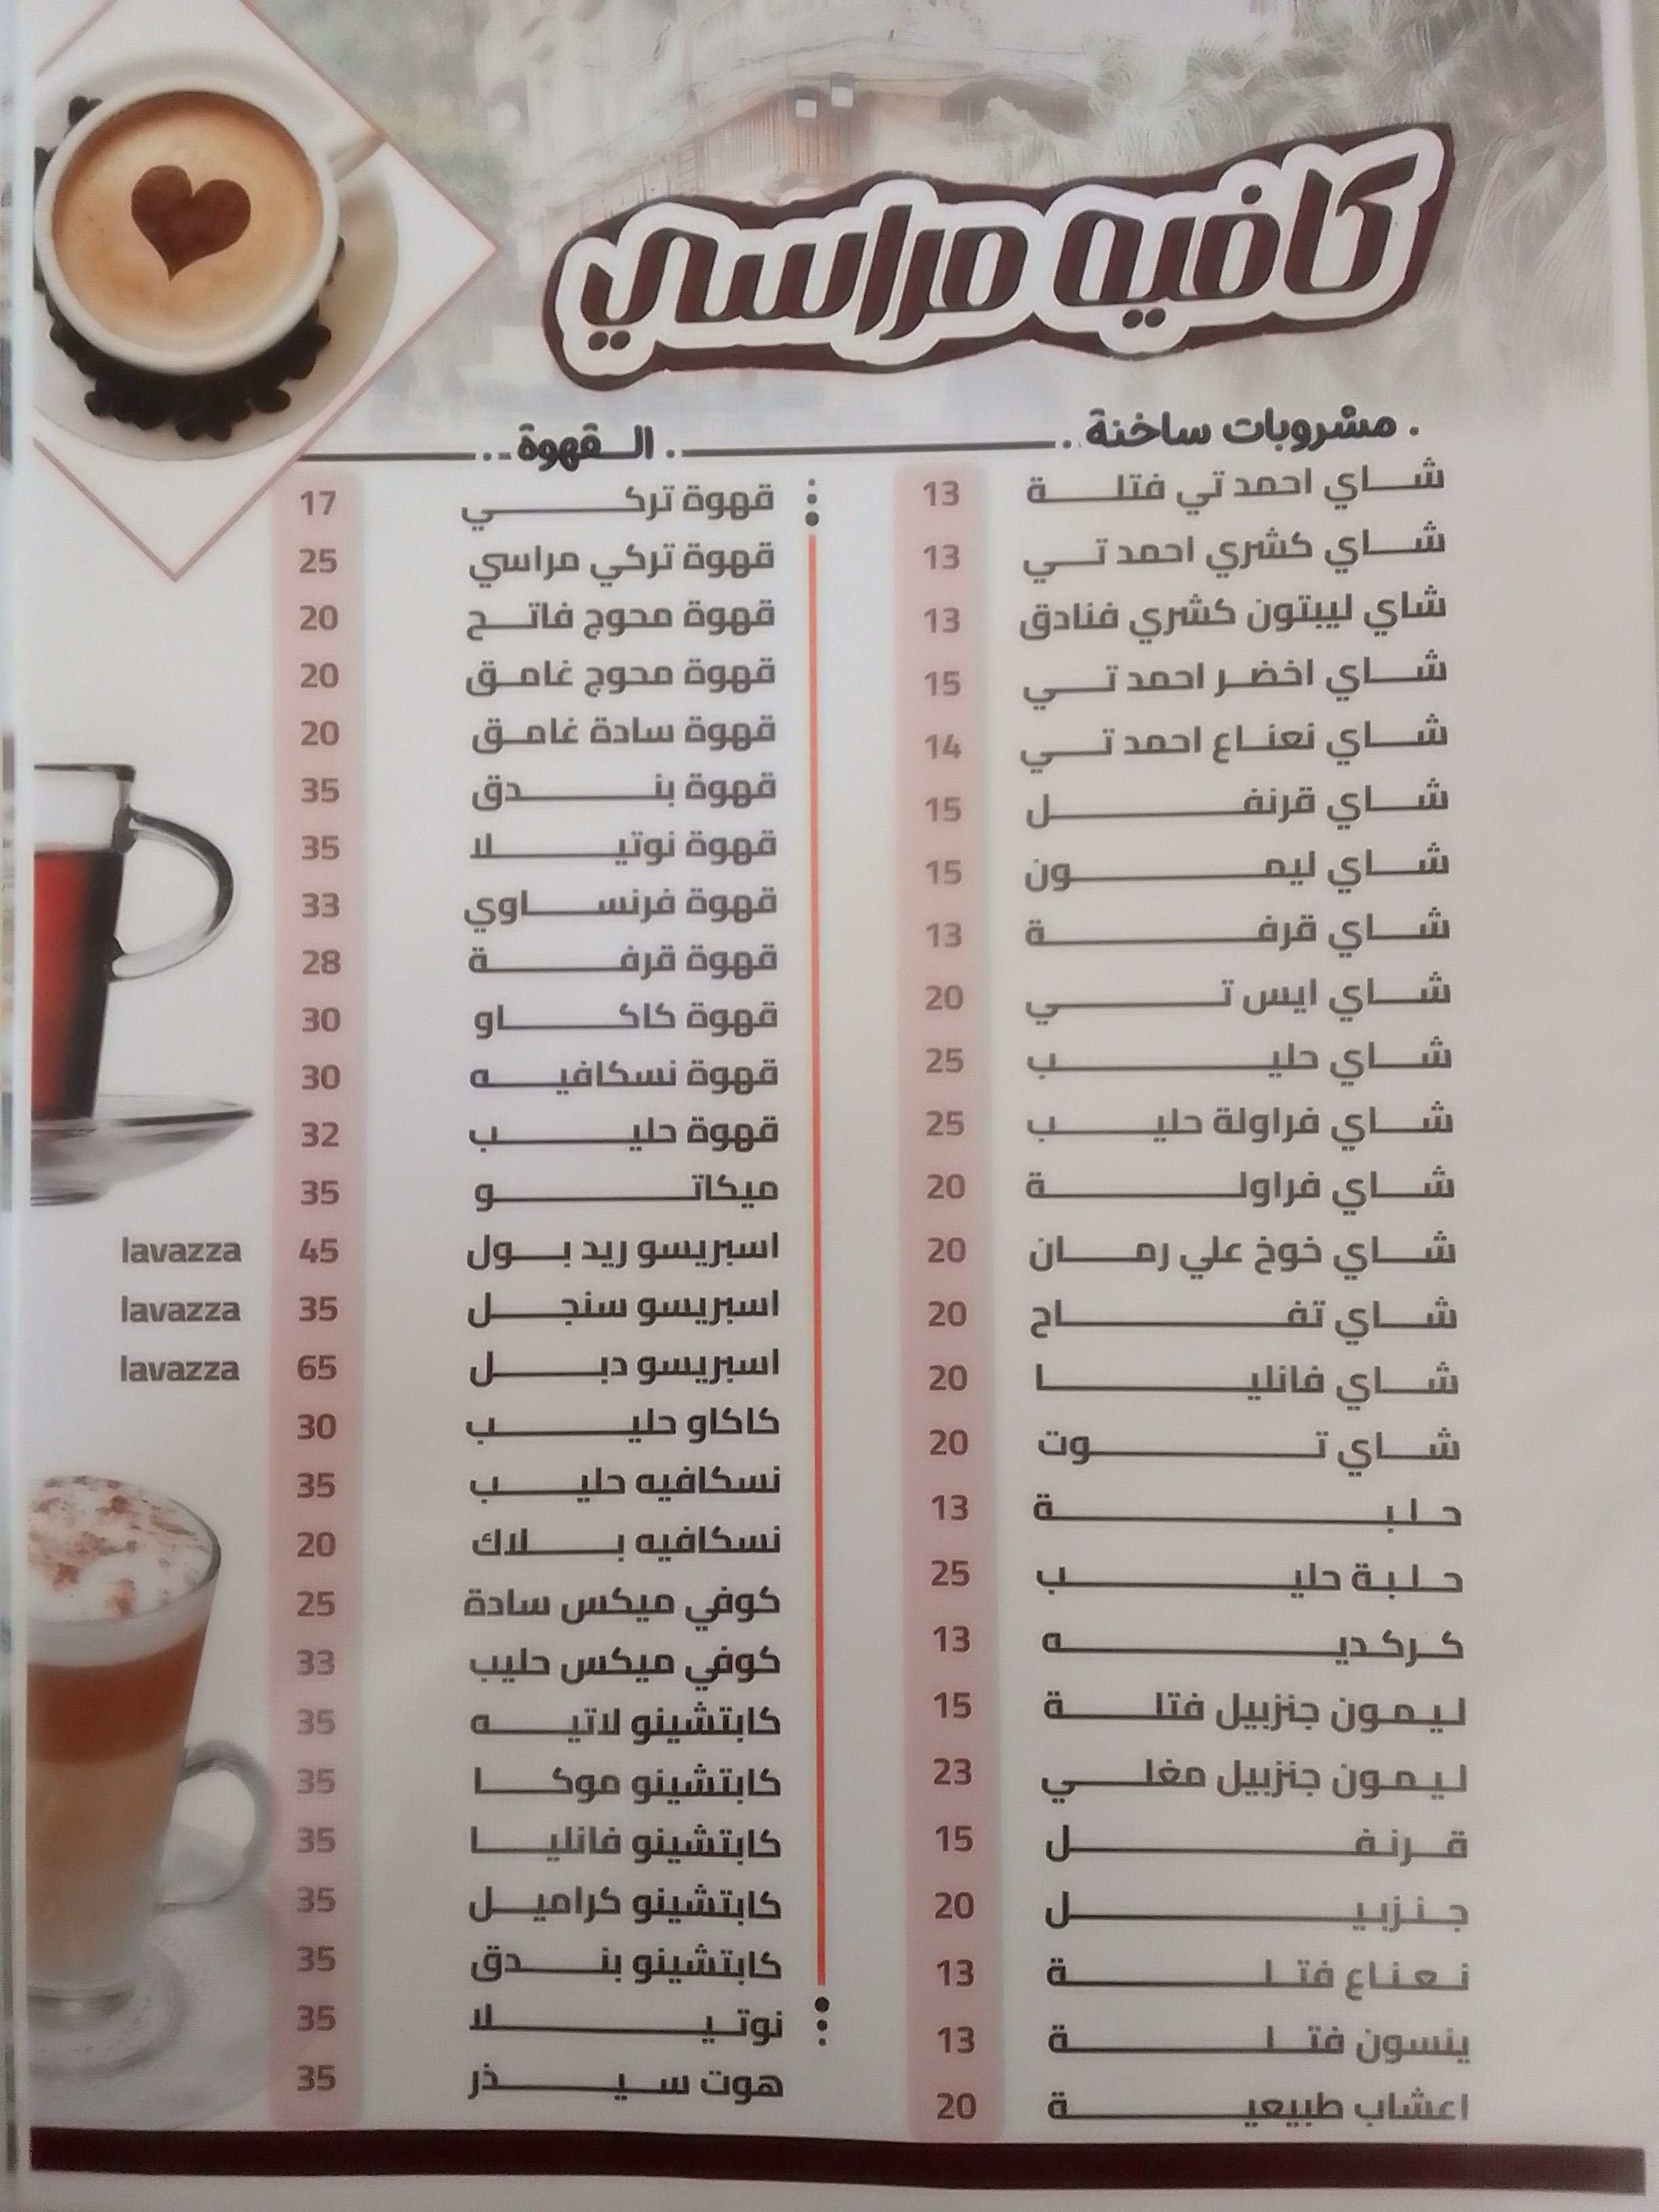 كافيه مراسي
. مشروبات ساخنة ..
شاي احمد تي فتلة 13
شاي كشري احمد تي 13
شاي ليبتون كشري فنادق 13
شاي اخضر احمد تي 15
شاي نعناع احمد تي 14
شاي قرنفل 15
شاي ليمون 15
شاي قرفة 13
شاي ايس تي 20
شاي حليب 25
شاي فراولة حليب 25
شاي فراولة 20
شاي خوخ علي رمان 20
شاي تفاح 20
شاي فانليا 20
شاي توت 20
حلبة 13
حلبة حليب 25
كركديه 13
ليمون جنزبيل فتلة 15
ليمون جنزبيل مغلي 23
قرنفل 15
جنزبيل 20
نعناع فتلة 13
ينسون فتلة 13
اعشاب طبيعية 20
. القهوة ..
قهوة تركي 17
قهوة تركي مراسي 25
قهوة محوج فاتح 20
قهوة محوج غامق 20
قهوة سادة غامق 20
قهوة بندق 35
قهوة نوتيلا 35
قهوة فرنساوي 33
قهوة قرفة 28
قهوة كاكاو 30
قهوة نسكافيه 30
قهوة حليب 32
ميكاتو 35
اسبريسو ريد بول 45 lavazza
اسبريسو سنجل 35 lavazza
اسبريسو دبل 65 lavazza
كاكاو حليب 30
نسكافيه حليب 35
نسكافيه بلاك 20
كوفي ميكس سادة 25
كوفي ميكس حليب 33
كابتشينو لاتيه 35
كابتشينو موكا 35
كابتشينو فانليا 35
كابتشينو كراميل 35
كابتشينو بندق 35
نوتيلا 35
هوت سيذر 35